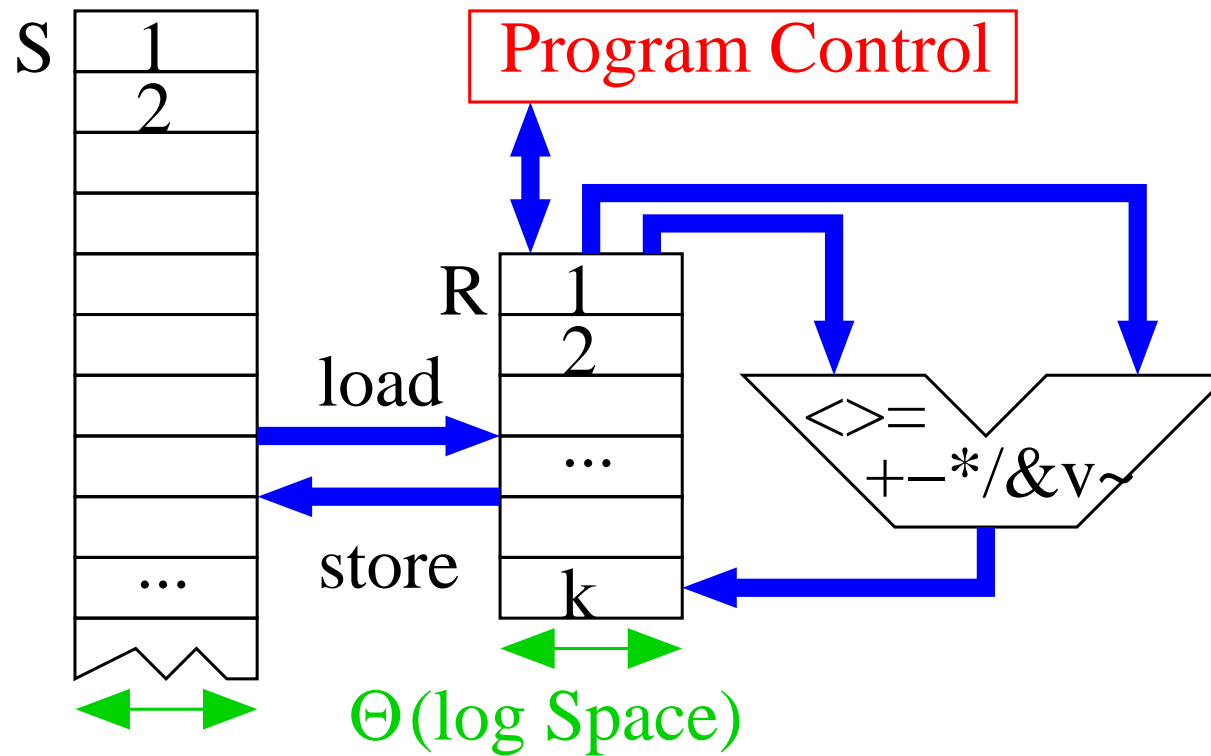 S
1
2
...
Program Control
R
1
2
...
k
load
store
<>=
+−*/&v~
Θ(log Space)